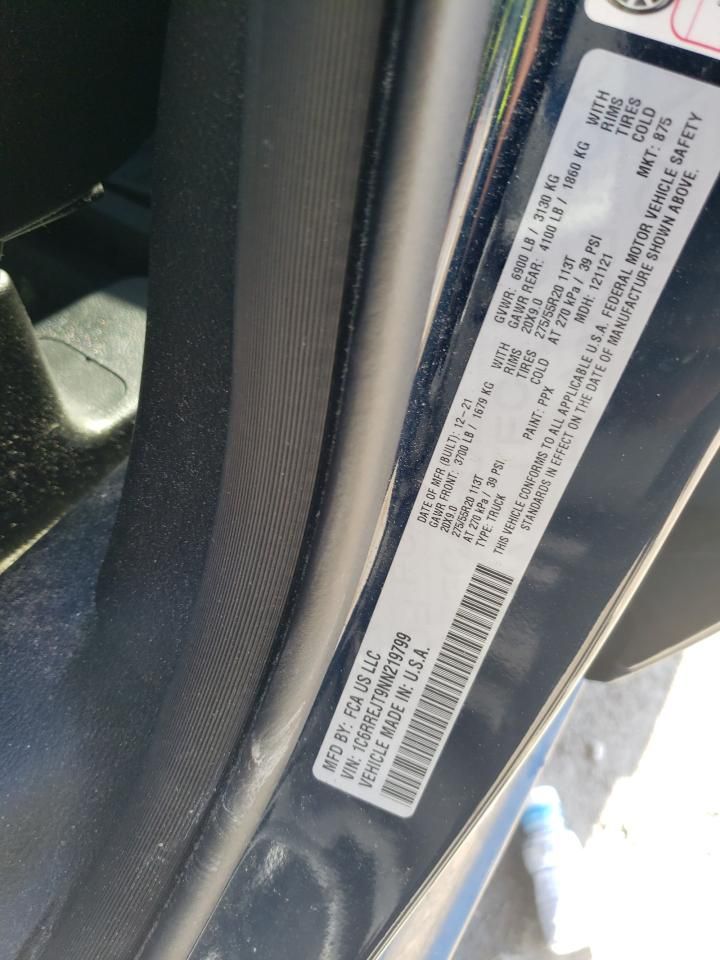 MFD BY: FCA US LLC
VIN: 1C6RREJT9NN219799
VEHICLE MADE IN: U.S.A.
DATE OF MFR (BUILT): 12-21
GAWR FRONT: 3700 LB / 1679 KG WITH
20X9.0 RIMS
275/55R20 113T TIRES
AT 270 kPa / 39 PSI COLD
TYPE: TRUCK PAINT: PPX
GVWR: 6900 LB / 3130 KG
GAWR REAR: 4100 LB / 1860 KG WITH
20X9.0 RIMS
275/55R20 113T TIRES
AT 270 kPa / 39 PSI COLD
MDH: 121121 MKT: 875
THIS VEHICLE CONFORMS TO ALL APPLICABLE U.S.A. FEDERAL MOTOR VEHICLE SAFETY
STANDARDS IN EFFECT ON THE DATE OF MANUFACTURE SHOWN ABOVE.